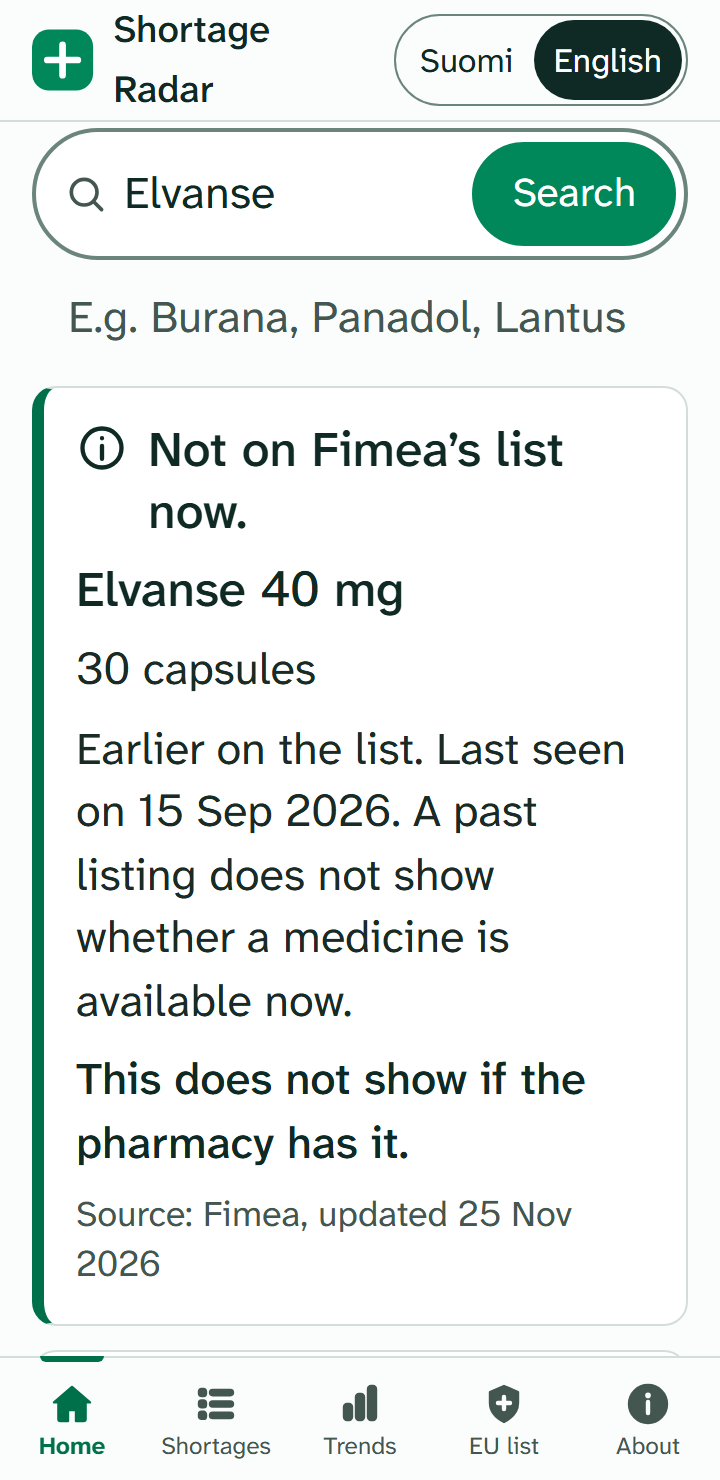 Shortage
Radar
Suomi
English
Elvanse
Search
E.g. Burana, Panadol, Lantus
Not on Fimea’s list
now.
Elvanse 40 mg
30 capsules
Earlier on the list. Last seen
on 15 Sep 2026. A past
listing does not show
whether a medicine is
available now.
This does not show if the
pharmacy has it.
Source: Fimea, updated 25 Nov
2026
Home
Shortages
Trends
EU list
About